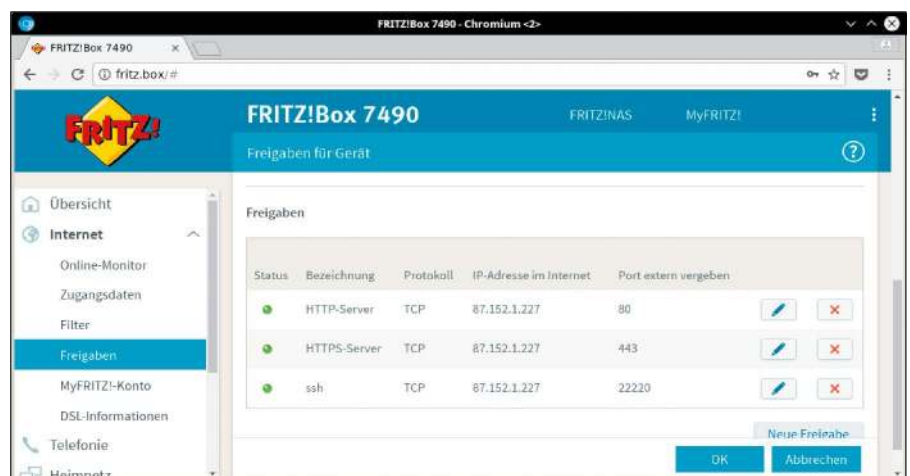 FRITZ!Box 7490 - Chromium <2>
FRITZ!Box 7490
fritz.box/#
FRITZ!
FRITZ!Box 7490
FRITZ!NAS
MyFRITZ!
Freigaben für Gerät
?
Übersicht
Internet
Online-Monitor
Zugangsdaten
Filter
Freigaben
MyFRITZ!-Konto
DSL-Informationen
Telefonie
Heimnetz
Freigaben
Status Bezeichnung Protokoll IP-Adresse im Internet Port extern vergeben
HTTP-Server TCP 87.152.1.227 80
HTTPS-Server TCP 87.152.1.227 443
ssh TCP 87.152.1.227 22220
Neue Freigabe
OK Abbrechen